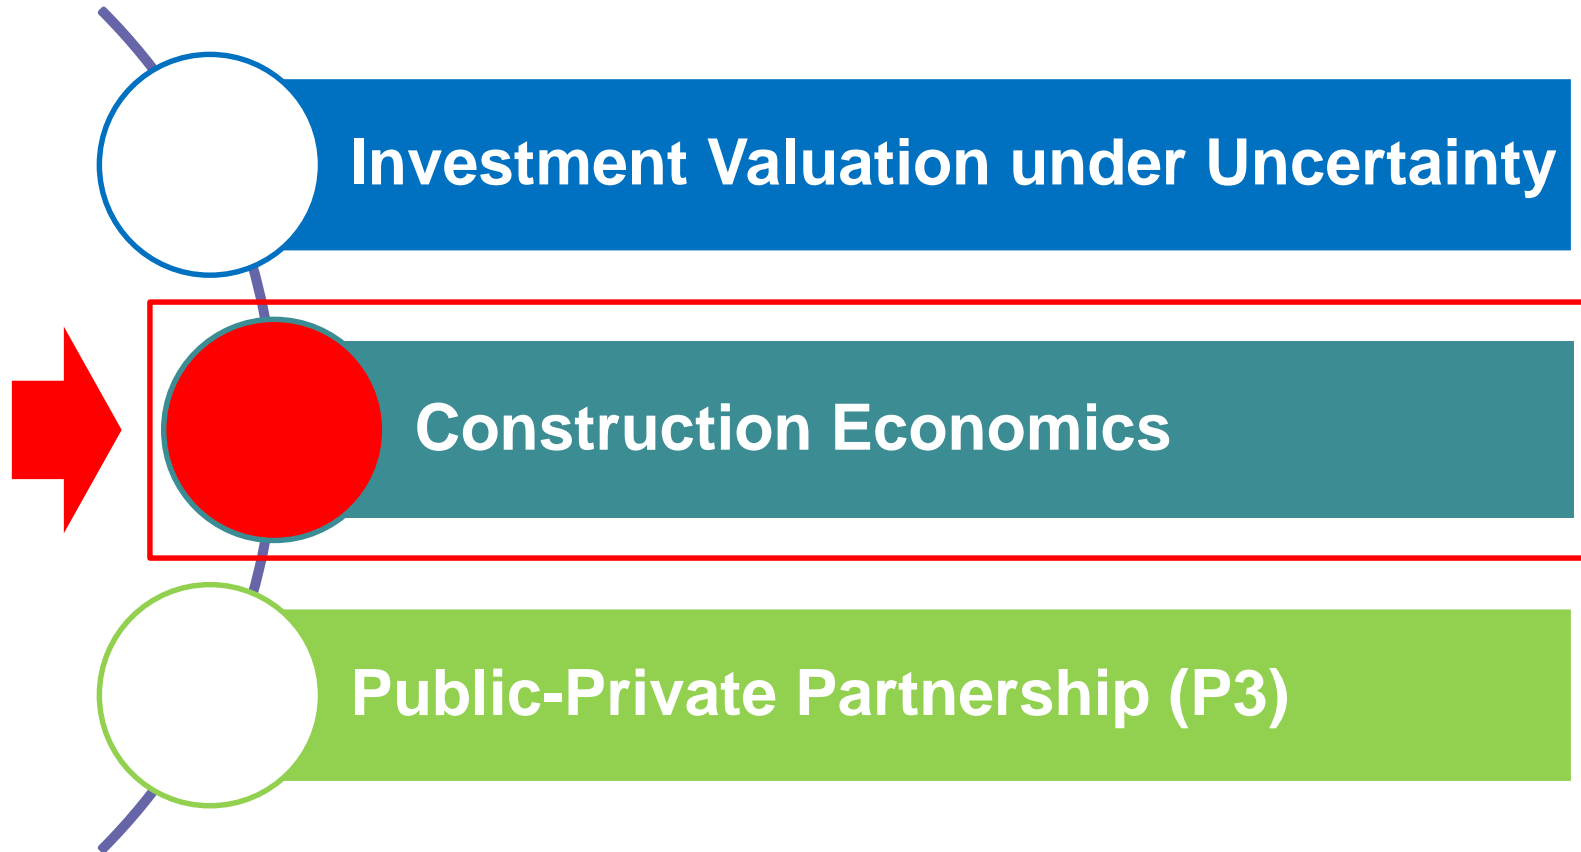 Investment Valuation under Uncertainty
Construction Economics
Public-Private Partnership (P3)